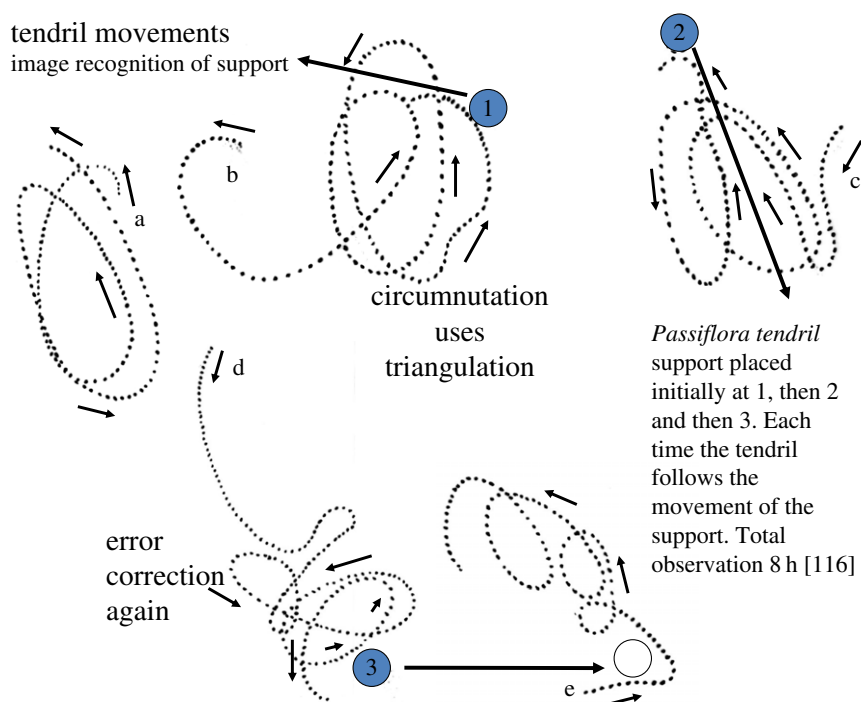 tendril movements
image recognition of support
1
2
a
b
c
circumnutation
uses
triangulation
Passiflora tendril
support placed
initially at 1, then 2
and then 3. Each
time the tendril
follows the
movement of the
support. Total
observation 8 h [116]
d
error
correction
again
3
e